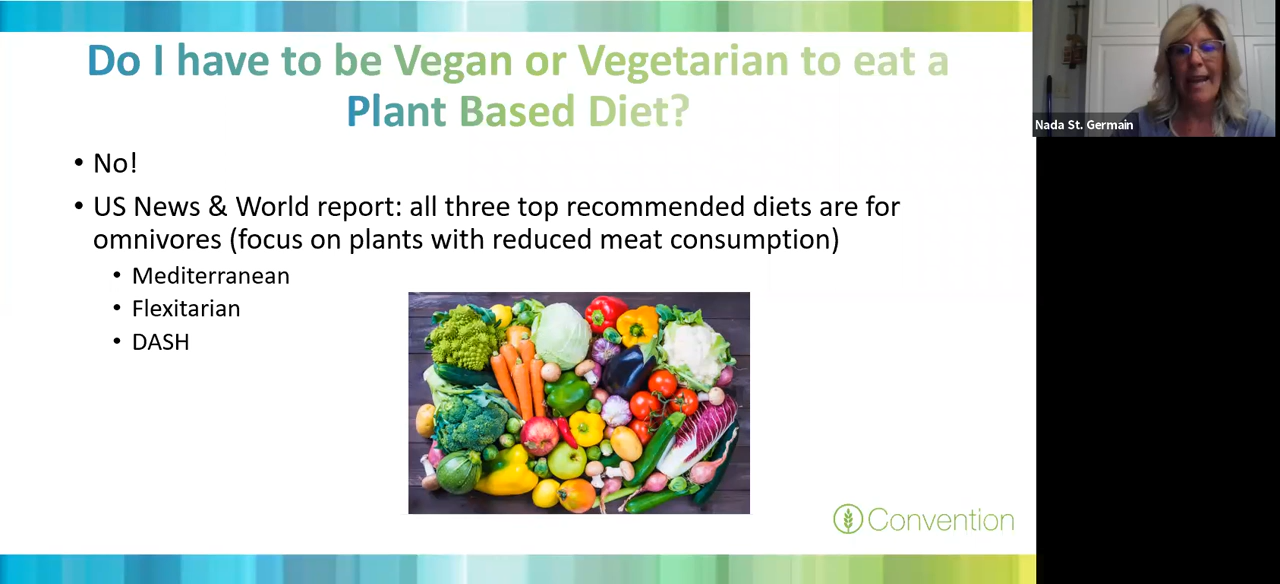 Do I have to be Vegan or Vegetarian to eat a
Plant Based Diet?
• No!
• US News & World report: all three top recommended diets are for
omnivores (focus on plants with reduced meat consumption)
• Mediterranean
• Flexitarian
• DASH
Convention
Nada St. Germain